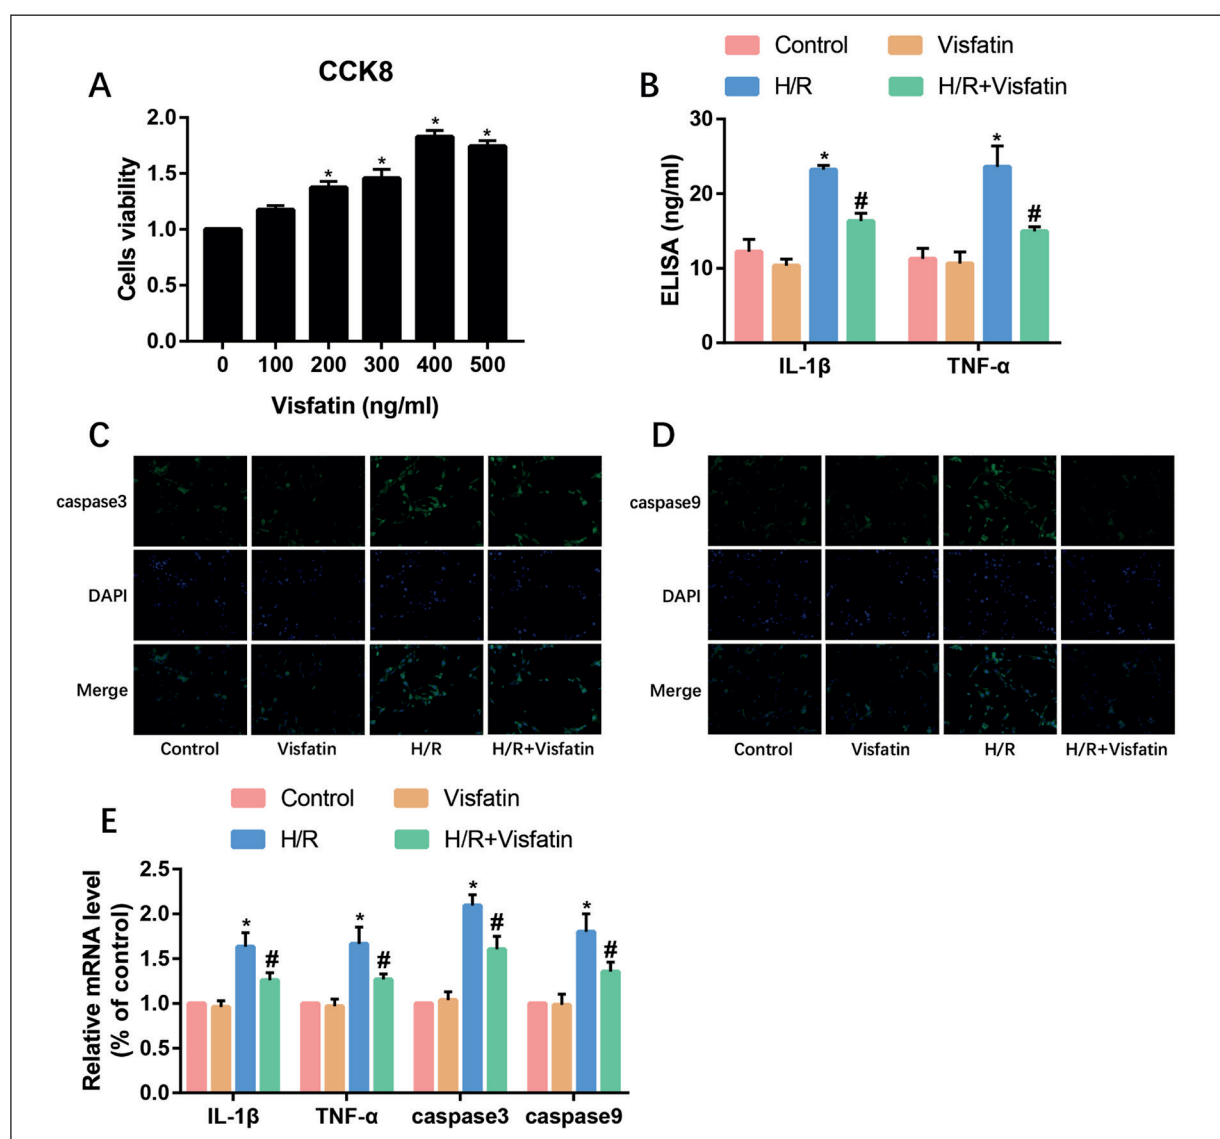 A
CCK8
Cells viability
2.0
1.5
1.0
0.5
0.0
* * * *
0 100 200 300 400 500
Visfatin (ng/ml)
B
Control Visfatin
H/R H/R+Visfatin
ELISA (ng/ml)
30
20
10
0
* # * #
IL-1β TNF-α
C
caspase3
DAPI
Merge
Control Visfatin H/R H/R+Visfatin
D
caspase9
DAPI
Merge
Control Visfatin H/R H/R+Visfatin
E
Control Visfatin
H/R H/R+Visfatin
Relative mRNA level
(% of control)
2.5
2.0
1.5
1.0
0.5
0.0
* # * # * # * #
IL-1β TNF-α caspase3 caspase9